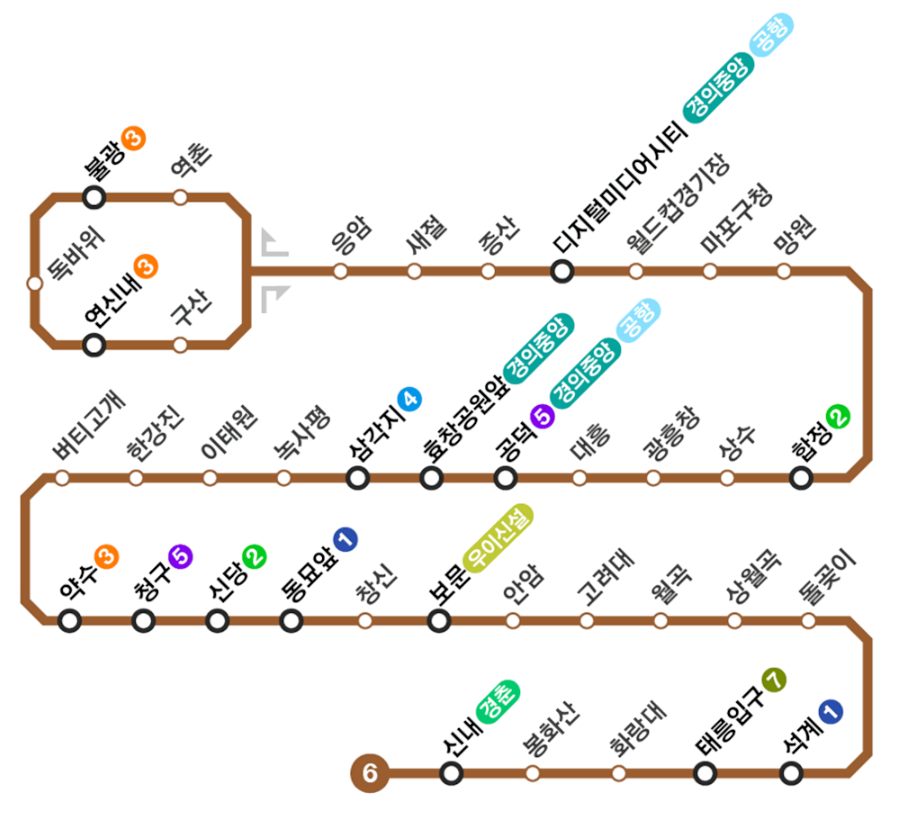 공항
경의중앙
디지털미디어시티
불광 3
역촌
독바위
연신내 3
구산
응암
새절
증산
월드컵경기장
마포구청
망원
버티고개
한강진
이태원
녹사평
삼각지 4
효창공원앞 경의중앙
공덕 5 경의중앙 공항
대흥
광흥창
상수
합정 2
약수 3
청구 5
신당 2
동묘앞 1
창신
보문 우이신설
안암
고려대
월곡
상월곡
돌곶이
6
신내 경춘
봉화산
화랑대
태릉입구 7
석계 1